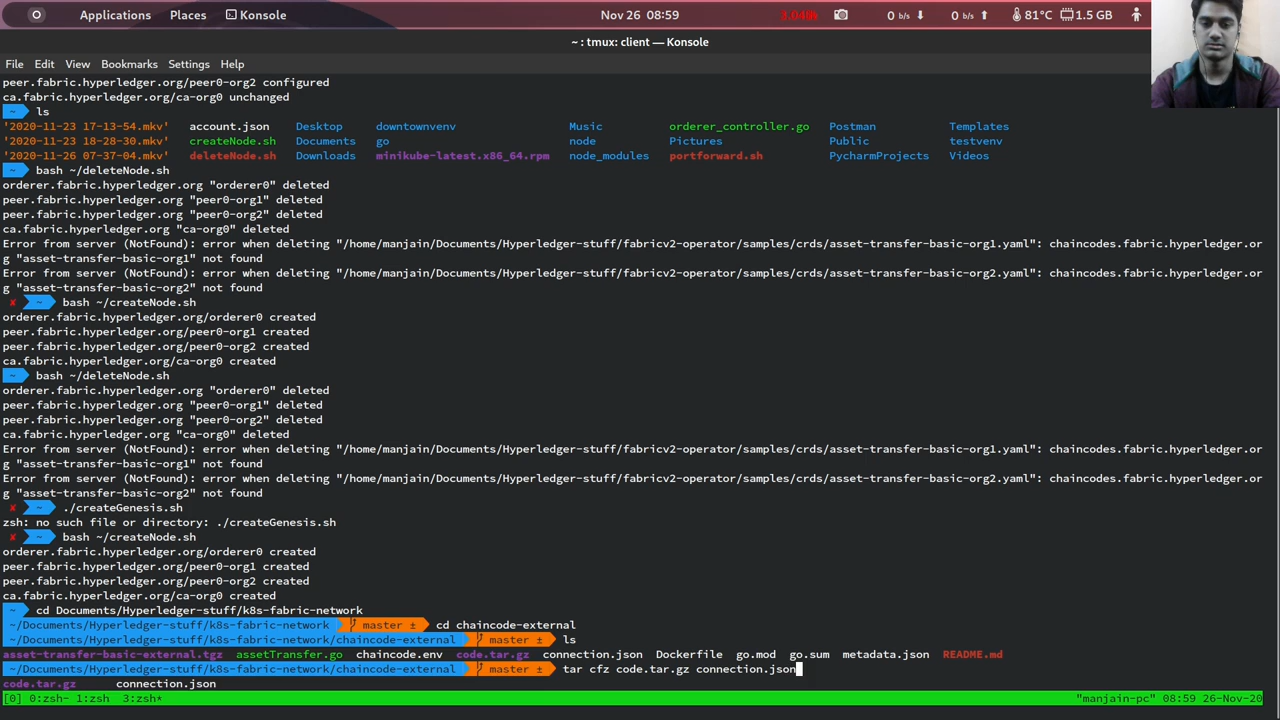 Applications Places Konsole Nov 26 08:59 3.04% 0 b/s 0 b/s 81°C 1.5 GB
~ : tmux: client — Konsole
File Edit View Bookmarks Settings Help
peer.fabric.hyperledger.org/peer0-org2 configured
ca.fabric.hyperledger.org/ca-org0 unchanged
~ ls
'2020-11-23 17-13-54.mkv' account.json Desktop downtownvenv Music orderer_controller.go Postman Templates
'2020-11-23 18-28-30.mkv' createNode.sh Documents go node Pictures Public testvenv
'2020-11-26 07-37-04.mkv' deleteNode.sh Downloads minikube-latest.x86_64.rpm node_modules portforward.sh PycharmProjects Videos
~ bash ~/deleteNode.sh
orderer.fabric.hyperledger.org "orderer0" deleted
peer.fabric.hyperledger.org "peer0-org1" deleted
peer.fabric.hyperledger.org "peer0-org2" deleted
ca.fabric.hyperledger.org "ca-org0" deleted
Error from server (NotFound): error when deleting "/home/manjain/Documents/Hyperledger-stuff/fabricv2-operator/samples/crds/asset-transfer-basic-org1.yaml": chaincodes.fabric.hyperledger.or
g "asset-transfer-basic-org1" not found
Error from server (NotFound): error when deleting "/home/manjain/Documents/Hyperledger-stuff/fabricv2-operator/samples/crds/asset-transfer-basic-org2.yaml": chaincodes.fabric.hyperledger.or
g "asset-transfer-basic-org2" not found
✘ ~ bash ~/createNode.sh
orderer.fabric.hyperledger.org/orderer0 created
peer.fabric.hyperledger.org/peer0-org1 created
peer.fabric.hyperledger.org/peer0-org2 created
ca.fabric.hyperledger.org/ca-org0 created
~ bash ~/deleteNode.sh
orderer.fabric.hyperledger.org "orderer0" deleted
peer.fabric.hyperledger.org "peer0-org1" deleted
peer.fabric.hyperledger.org "peer0-org2" deleted
ca.fabric.hyperledger.org "ca-org0" deleted
Error from server (NotFound): error when deleting "/home/manjain/Documents/Hyperledger-stuff/fabricv2-operator/samples/crds/asset-transfer-basic-org1.yaml": chaincodes.fabric.hyperledger.or
g "asset-transfer-basic-org1" not found
Error from server (NotFound): error when deleting "/home/manjain/Documents/Hyperledger-stuff/fabricv2-operator/samples/crds/asset-transfer-basic-org2.yaml": chaincodes.fabric.hyperledger.or
g "asset-transfer-basic-org2" not found
✘ ~ ./createGenesis.sh
zsh: no such file or directory: ./createGenesis.sh
✘ ~ bash ~/createNode.sh
orderer.fabric.hyperledger.org/orderer0 created
peer.fabric.hyperledger.org/peer0-org1 created
peer.fabric.hyperledger.org/peer0-org2 created
ca.fabric.hyperledger.org/ca-org0 created
~ cd Documents/Hyperledger-stuff/k8s-fabric-network
~/Documents/Hyperledger-stuff/k8s-fabric-network master ± cd chaincode-external
~/Documents/Hyperledger-stuff/k8s-fabric-network/chaincode-external master ± ls
asset-transfer-basic-external.tgz assetTransfer.go chaincode.env code.tar.gz connection.json Dockerfile go.mod go.sum metadata.json README.md
~/Documents/Hyperledger-stuff/k8s-fabric-network/chaincode-external master ± tar cfz code.tar.gz connection.json
code.tar.gz connection.json
[0] 0:zsh- 1:zsh 3:zsh* "manjain-pc" 08:59 26-Nov-20